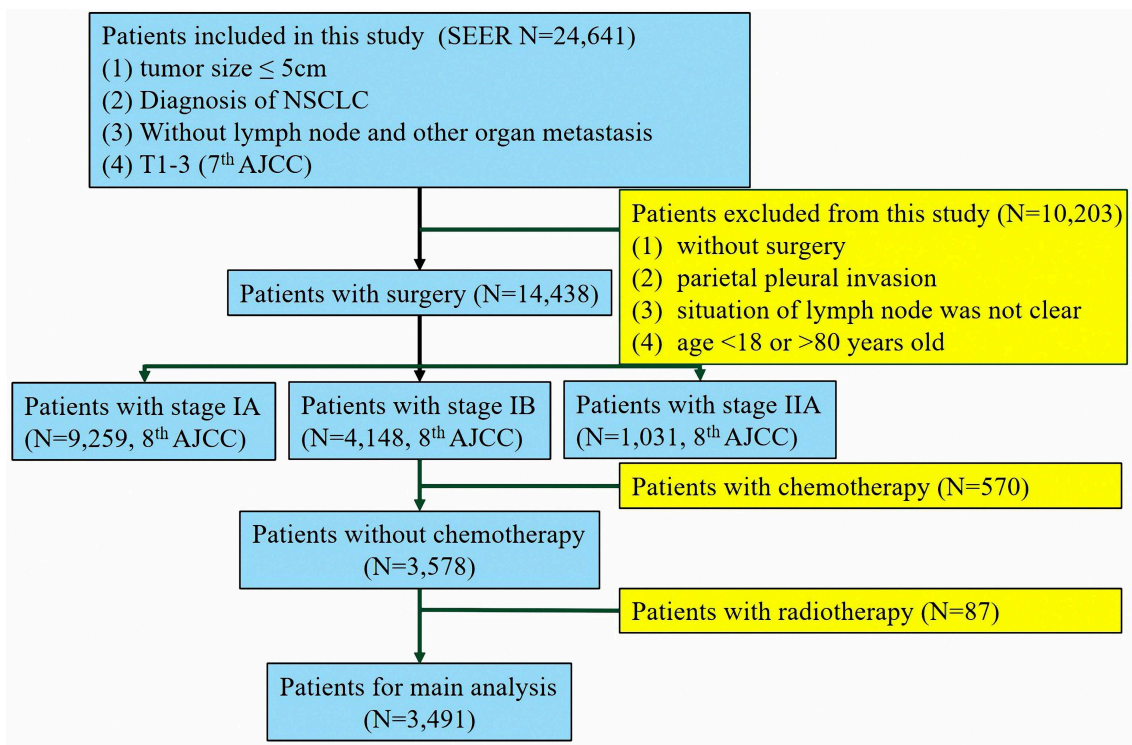 Patients included in this study (SEER N=24,641)
(1) tumor size ≤ 5cm
(2) Diagnosis of NSCLC
(3) Without lymph node and other organ metastasis
(4) T1-3 (7th AJCC)
Patients excluded from this study (N=10,203)
(1) without surgery
(2) parietal pleural invasion
(3) situation of lymph node was not clear
(4) age <18 or >80 years old
Patients with surgery (N=14,438)
Patients with stage IA
(N=9,259, 8th AJCC)
Patients with stage IB
(N=4,148, 8th AJCC)
Patients with stage IIA
(N=1,031, 8th AJCC)
Patients with chemotherapy (N=570)
Patients without chemotherapy
(N=3,578)
Patients with radiotherapy (N=87)
Patients for main analysis
(N=3,491)